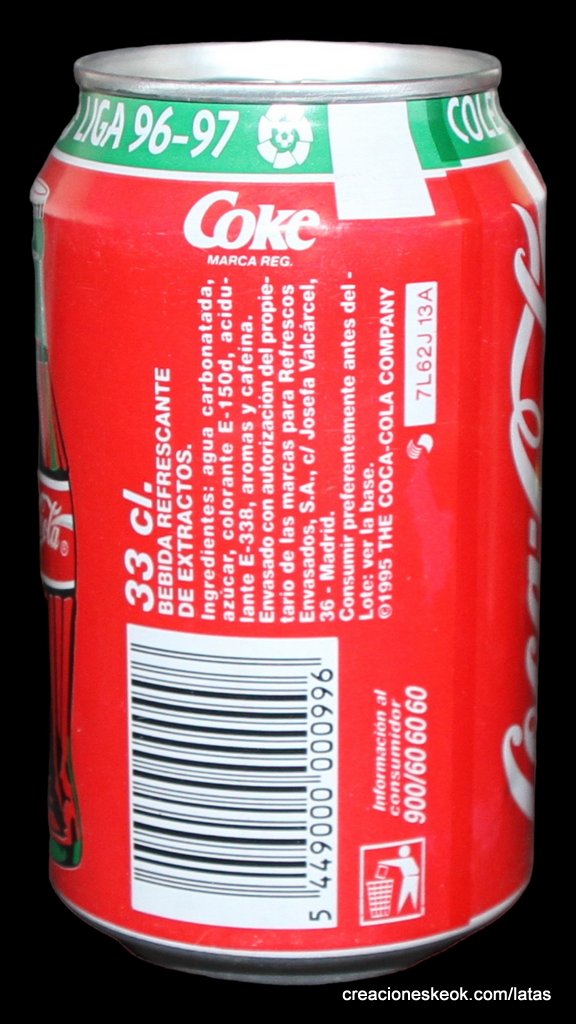 LIGA 96-97
COLE
Coke
MARCA REG.
33 cl.
BEBIDA REFRESCANTE
DE EXTRACTOS.
Ingredientes: agua carbonatada,
azúcar, colorante E-150d, acidu-
lante E-338, aromas y cafeína.
Envasado con autorización del propie-
tario de las marcas para Refrescos
Envasados, S.A., c/ Josefa Valcárcel,
36 - Madrid.
Consumir preferentemente antes del -
Lote: ver la base.
©1995 THE COCA-COLA COMPANY
7L62J 13A
5 449000 000996
Información al
consumidor
900/60 60 60
Coca-Cola
creacioneskeok.com/latas